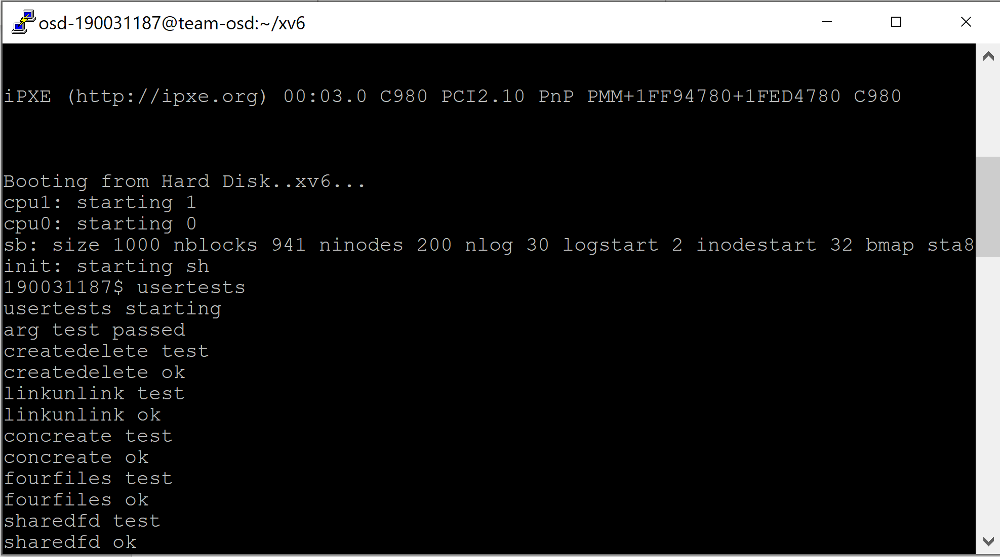 osd-190031187@team-osd:~/xv6
iPXE (http://ipxe.org) 00:03.0 C980 PCI2.10 PnP PMM+1FF94780+1FED4780 C980
Booting from Hard Disk..xv6...
cpu1: starting 1
cpu0: starting 0
sb: size 1000 nblocks 941 ninodes 200 nlog 30 logstart 2 inodestart 32 bmap sta8
init: starting sh
190031187$ usertests
usertests starting
arg test passed
createdelete test
createdelete ok
linkunlink test
linkunlink ok
concreate test
concreate ok
fourfiles test
fourfiles ok
sharedfd test
sharedfd ok